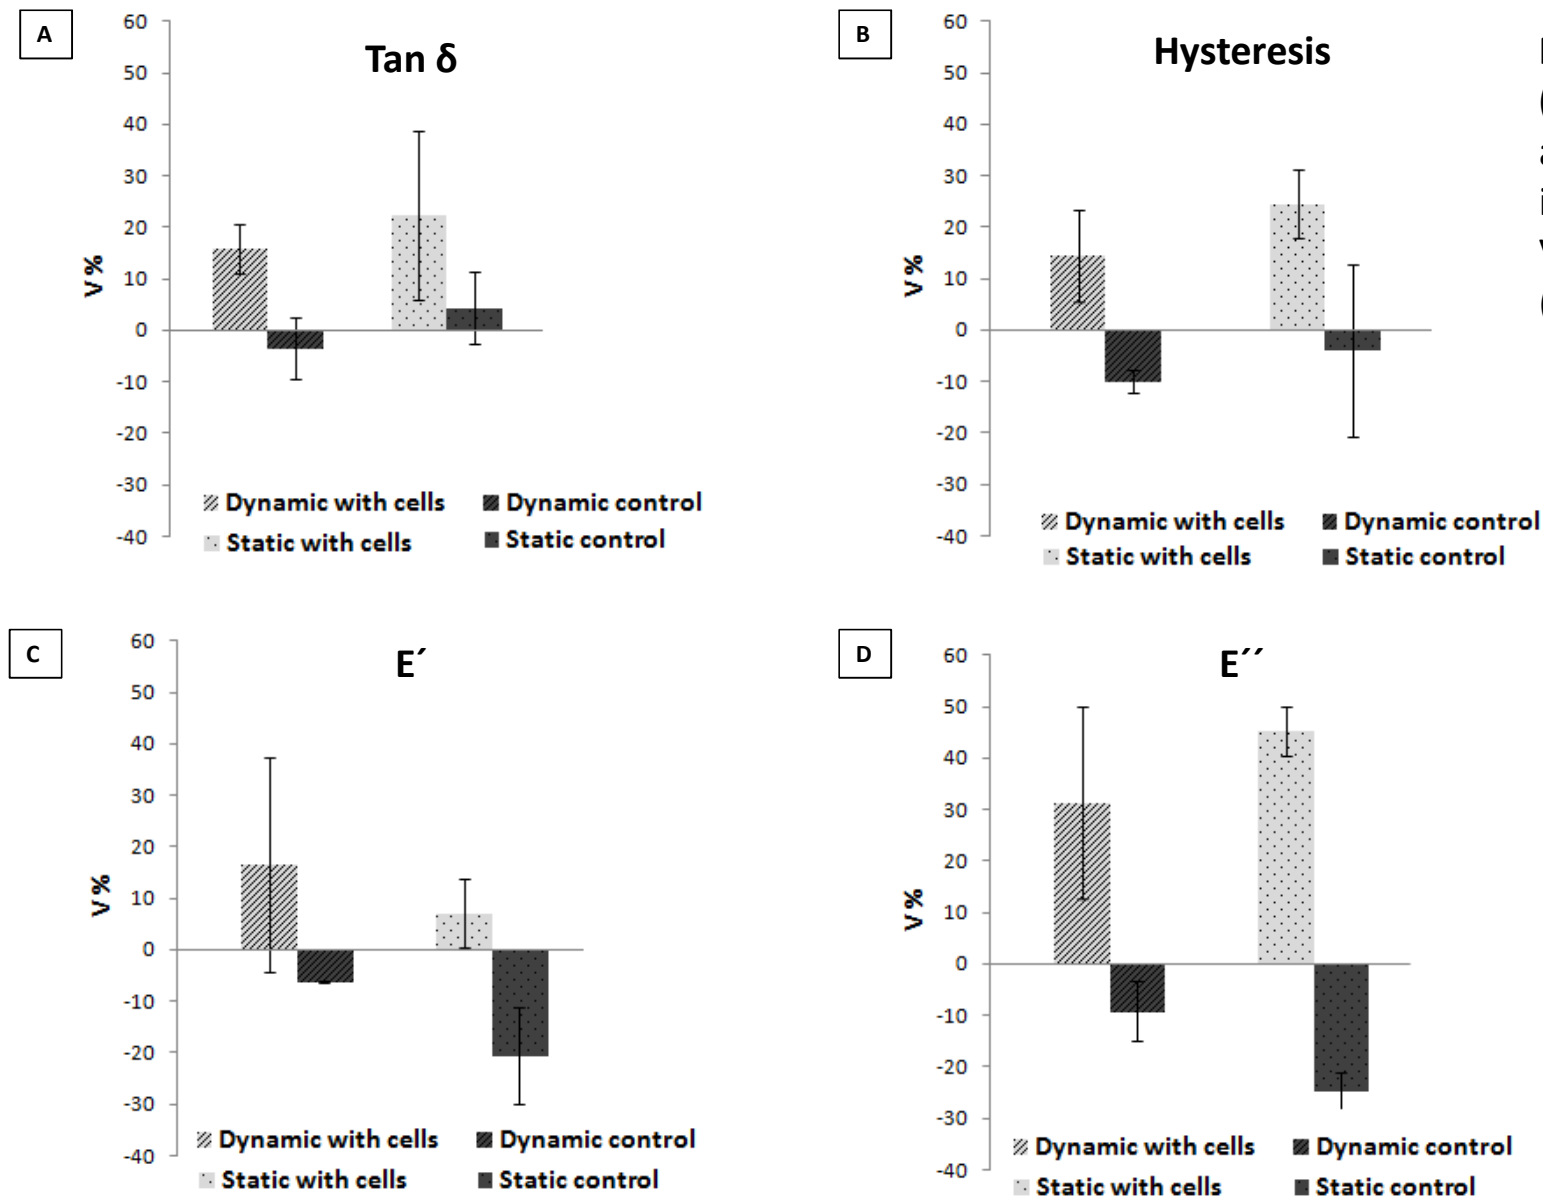 A
Tan δ
60
50
40
30
20
10
0
-10
-20
-30
-40
V %
Dynamic with cells
Dynamic control
Static with cells
Static control
B
Hysteresis
60
50
40
30
20
10
0
-10
-20
-30
-40
V %
Dynamic with cells
Dynamic control
Static with cells
Static control
C
E´
60
50
40
30
20
10
0
-10
-20
-30
-40
V %
Dynamic with cells
Dynamic control
Static with cells
Static control
D
E´´
60
50
40
30
20
10
0
-10
-20
-30
-40
V %
Dynamic with cells
Dynamic control
Static with cells
Static control